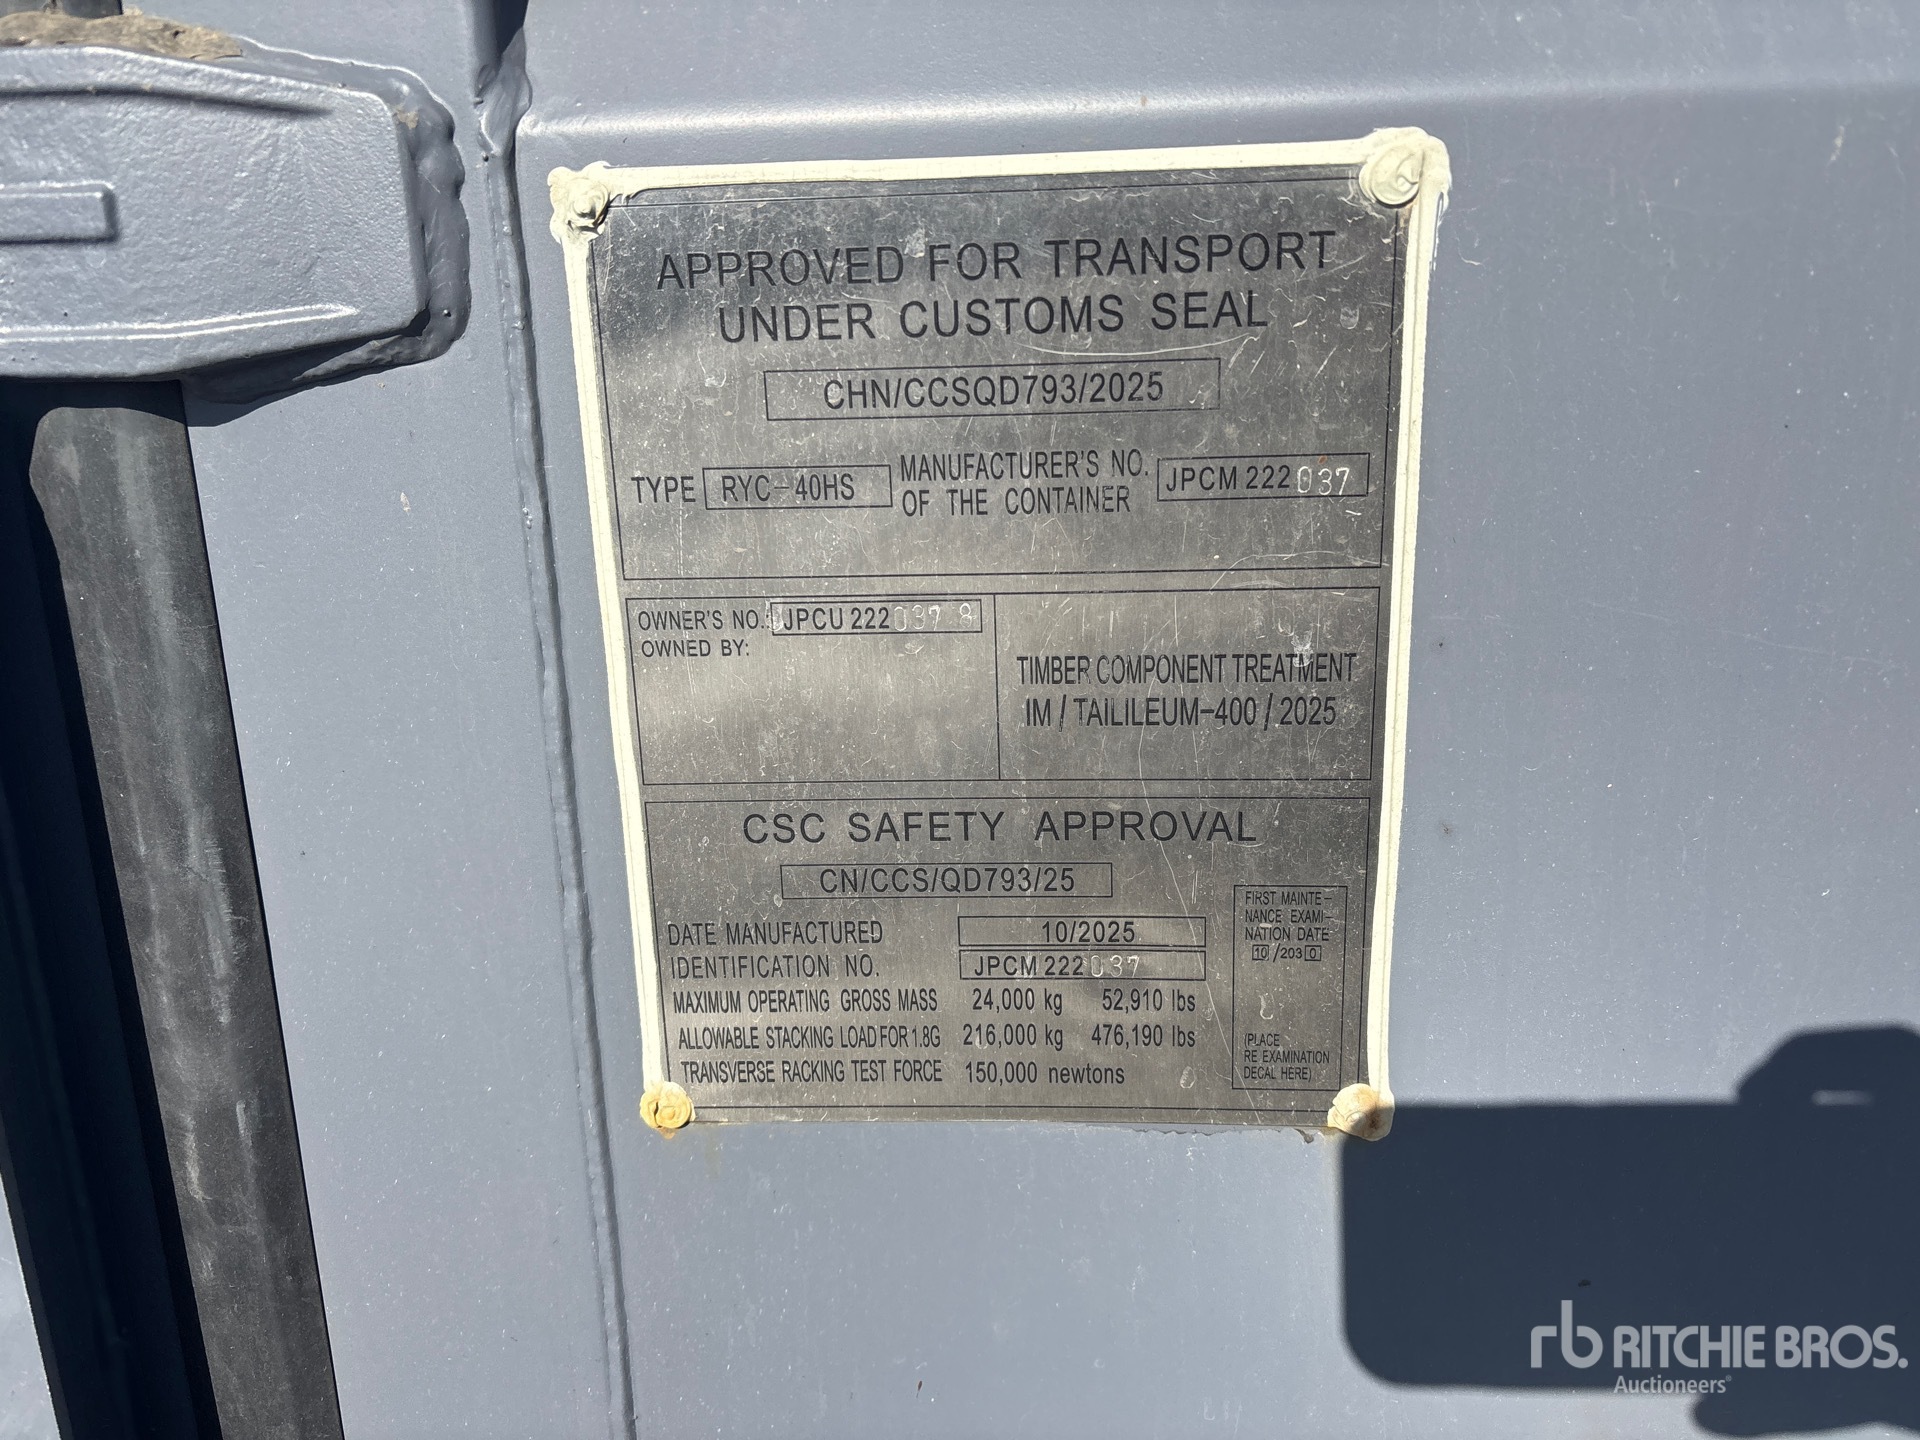 APPROVED FOR TRANSPORT
UNDER CUSTOMS SEAL
CHN/CCSQD793/2025
TYPE RYC-40HS MANUFACTURER'S NO. OF THE CONTAINER JPCM 222037
OWNER'S NO.: JPCU 222037 8
OWNED BY:
TIMBER COMPONENT TREATMENT
IM / TAILILEUM-400 / 2025
CSC SAFETY APPROVAL
CN/CCS/QD793/25
DATE MANUFACTURED 10/2025
IDENTIFICATION NO. JPCM 222037
MAXIMUM OPERATING GROSS MASS 24,000 kg 52,910 lbs
ALLOWABLE STACKING LOAD FOR 1.8G 216,000 kg 476,190 lbs
TRANSVERSE RACKING TEST FORCE 150,000 newtons
FIRST MAINTE-
NANCE EXAMI-
NATION DATE
10/2030
(PLACE
RE EXAMINATION
DECAL HERE)
rb RITCHIE BROS.
Auctioneers